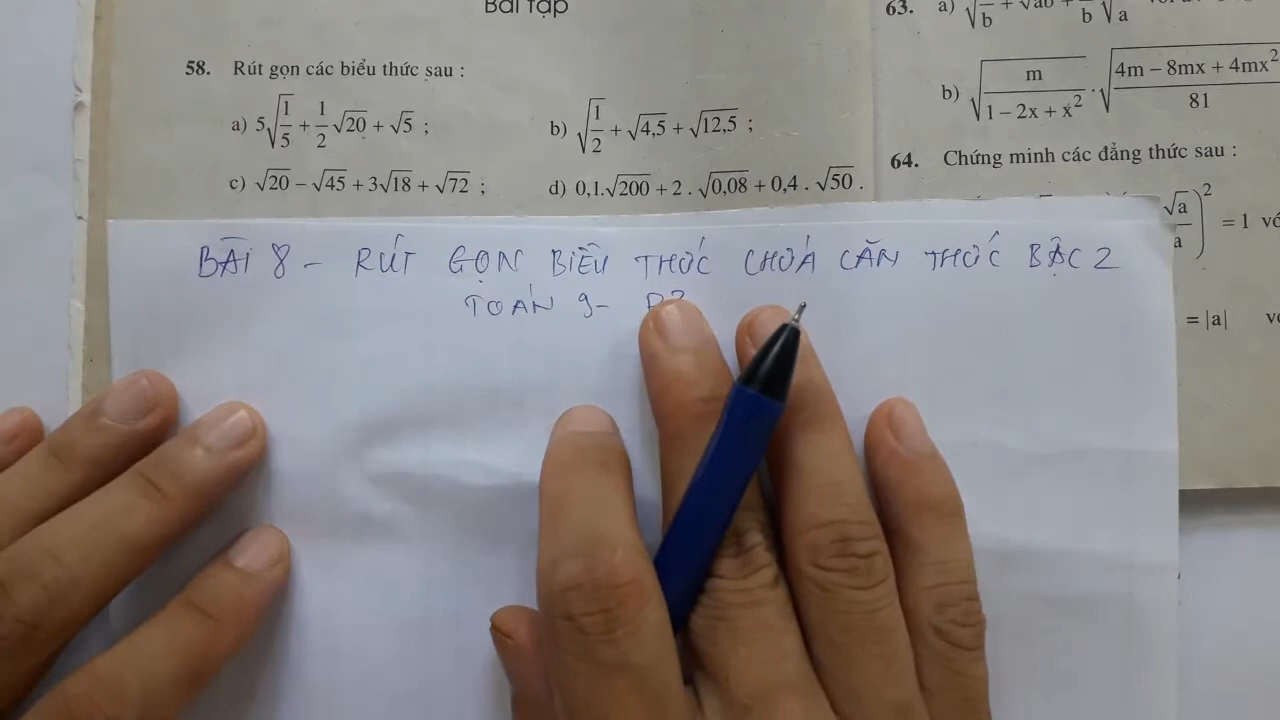 Bài tập
58. Rút gọn các biểu thức sau :
a) 5√(1/5) + 1/2 √20 + √5 ;
b) √(1/2) + √4,5 + √12,5 ;
c) √20 − √45 + 3√18 + √72 ;
d) 0,1.√200 + 2 . √0,08 + 0,4 . √50 .
63. a) √(a/b) + √ab + a/b √(b/a)
b) √(m/(1 − 2x + x²)) . √((4m − 8mx + 4mx²)/81)
64. Chứng minh các đẳng thức sau :
= 1 vớ
= |a| vớ
BÀI 8 - RÚT GỌN BIỂU THỨC CHỨA CĂN THỨC BẬC 2
TOÁN 9-